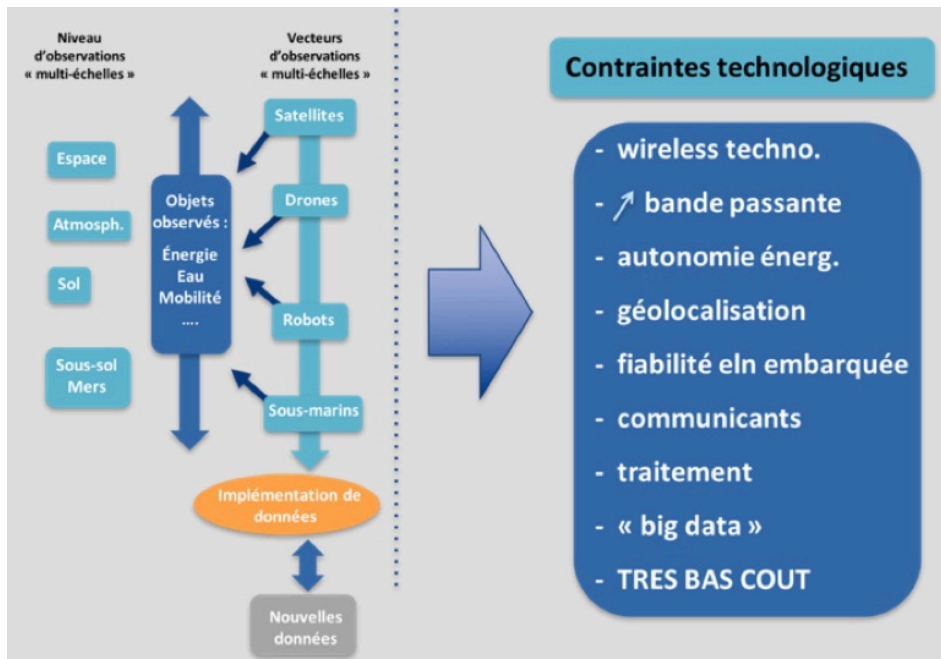 Niveau
d'observations
« multi-échelles »
Vecteurs
d'observations
« multi-échelles »
Espace
Atmosph.
Sol
Sous-sol
Mers
Objets
observés :
Énergie
Eau
Mobilité
....
Satellites
Drones
Robots
Sous-marins
Implémentation de
données
Nouvelles
données
Contraintes technologiques
- wireless techno.
- ↗ bande passante
- autonomie énerg.
- géolocalisation
- fiabilité eln embarquée
- communicants
- traitement
- « big data »
- TRES BAS COUT